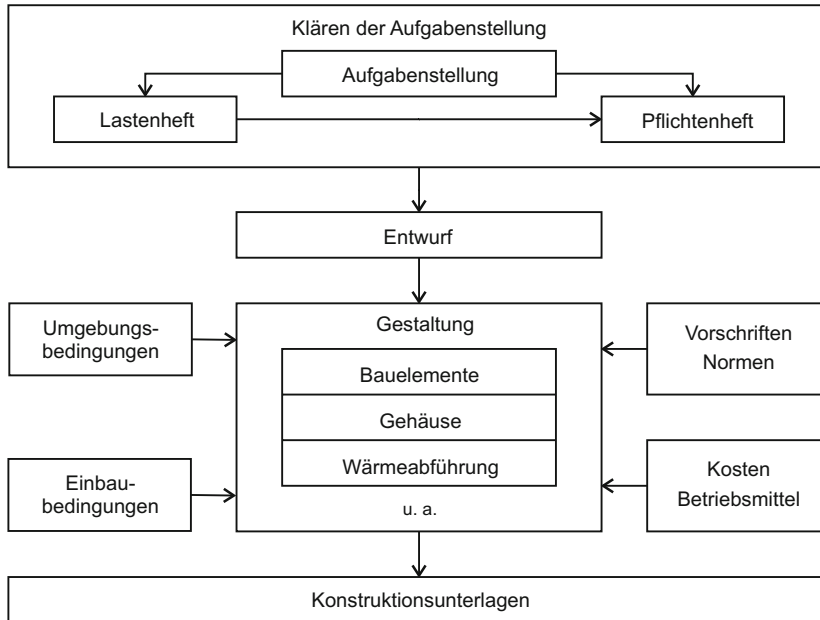 Klären der Aufgabenstellung
Aufgabenstellung
Lastenheft
Pflichtenheft
Entwurf
Umgebungs-
bedingungen
Gestaltung
Bauelemente
Gehäuse
Wärmeabführung
u. a.
Vorschriften
Normen
Einbau-
bedingungen
Kosten
Betriebsmittel
Konstruktionsunterlagen